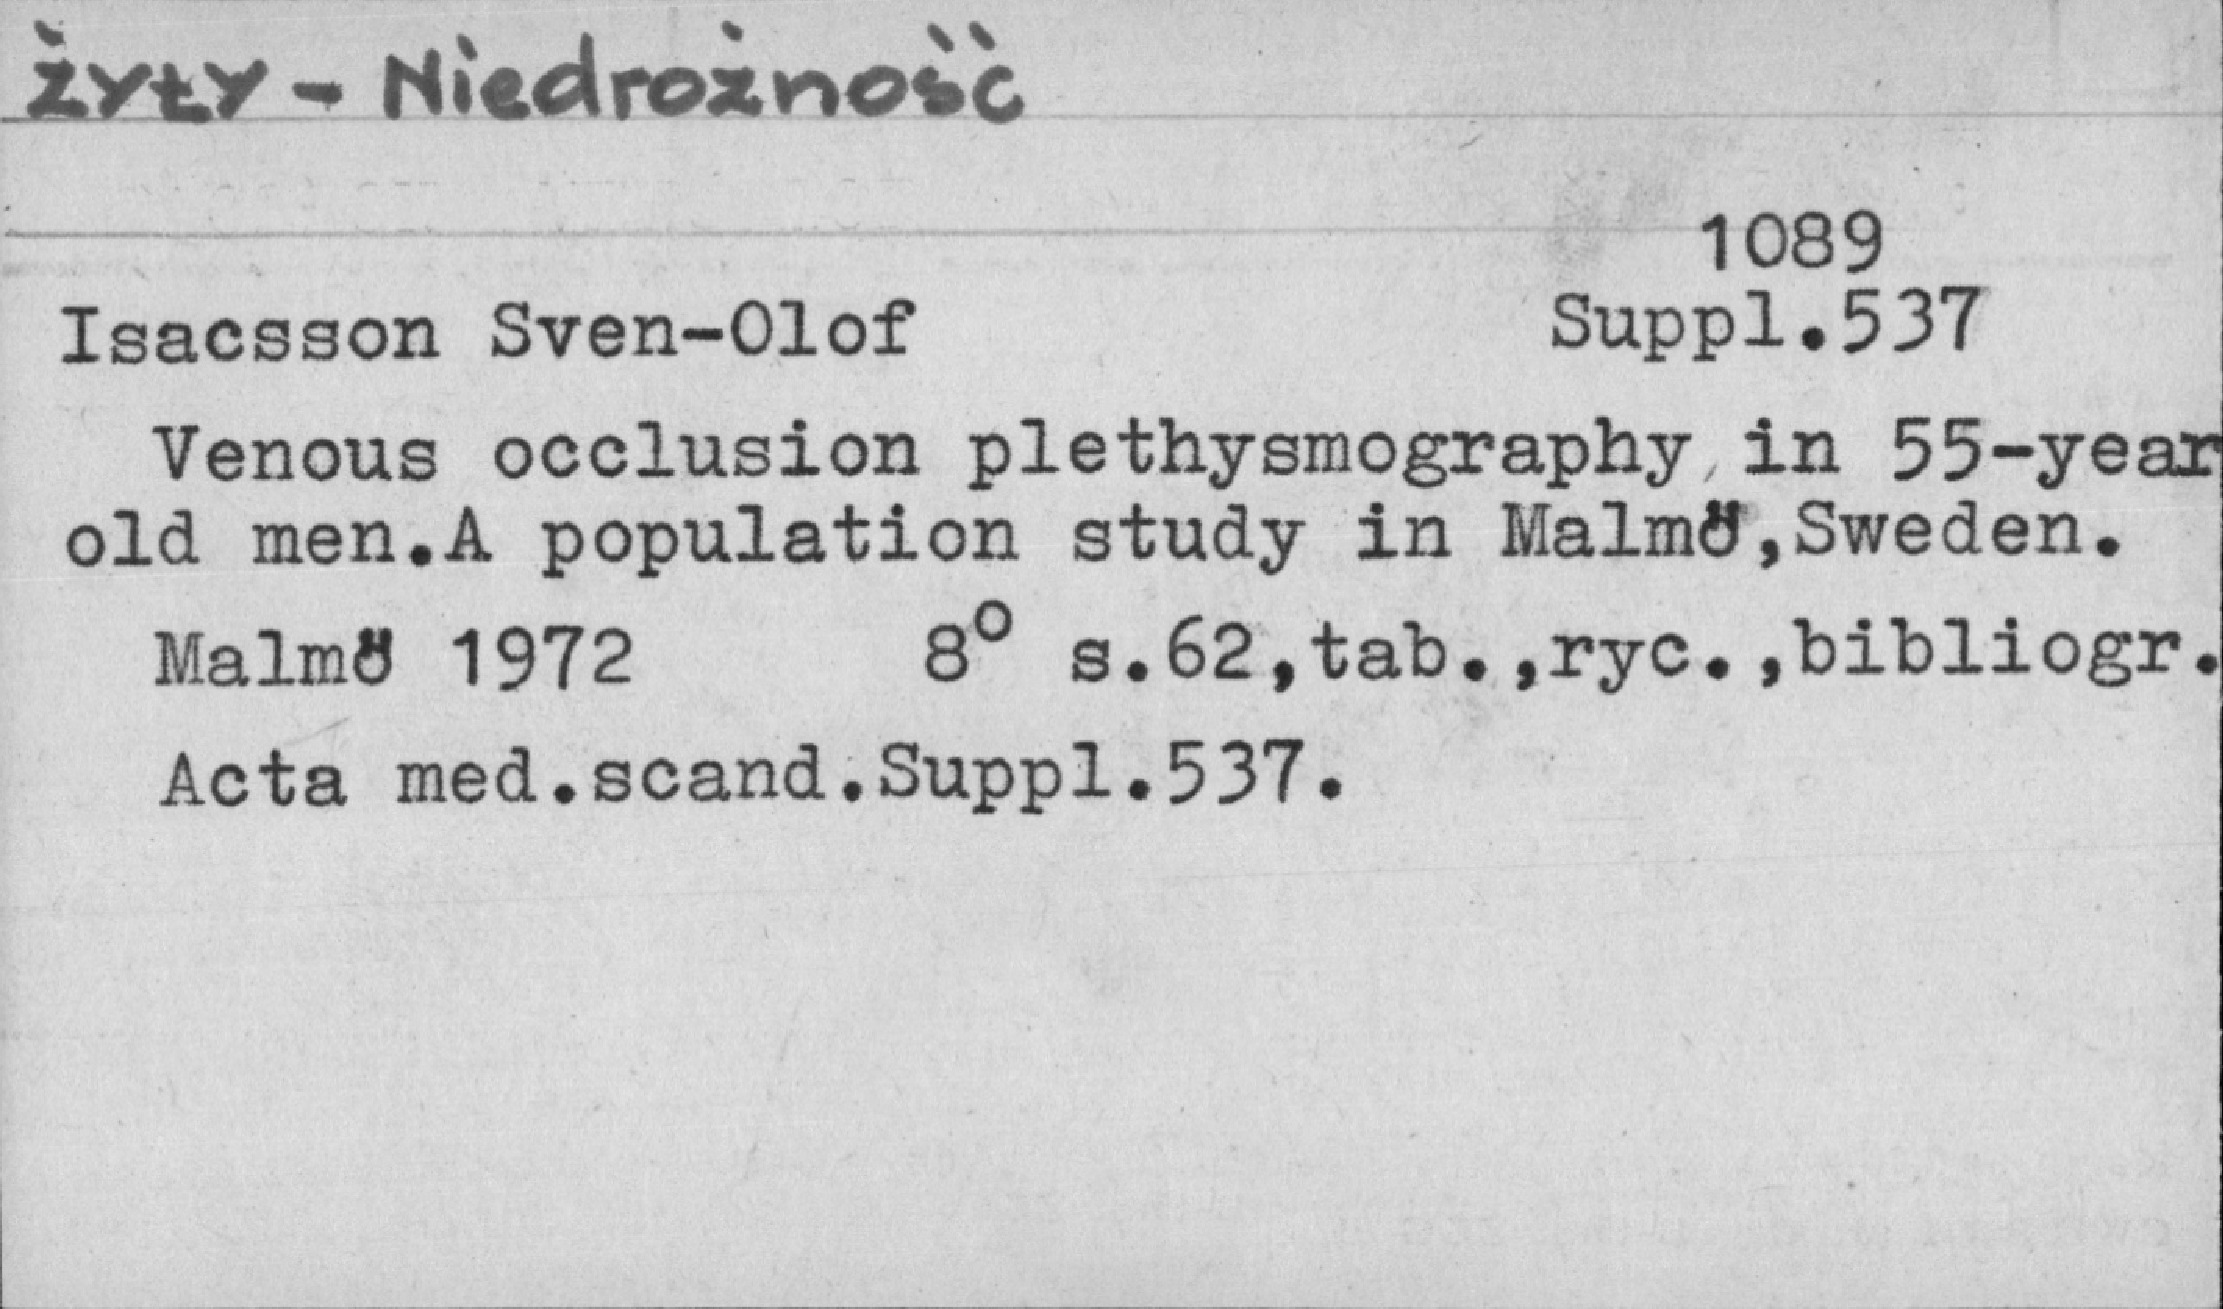 Żyły - Niedrożność
1089
Isacsson Sven-Olof Suppl.537
Venous occlusion plethysmography in 55-year
old men.A population study in Malmö,Sweden.
Malmö 1972 8° s.62,tab.,ryc.,bibliogr.
Acta med.scand.Suppl.537.